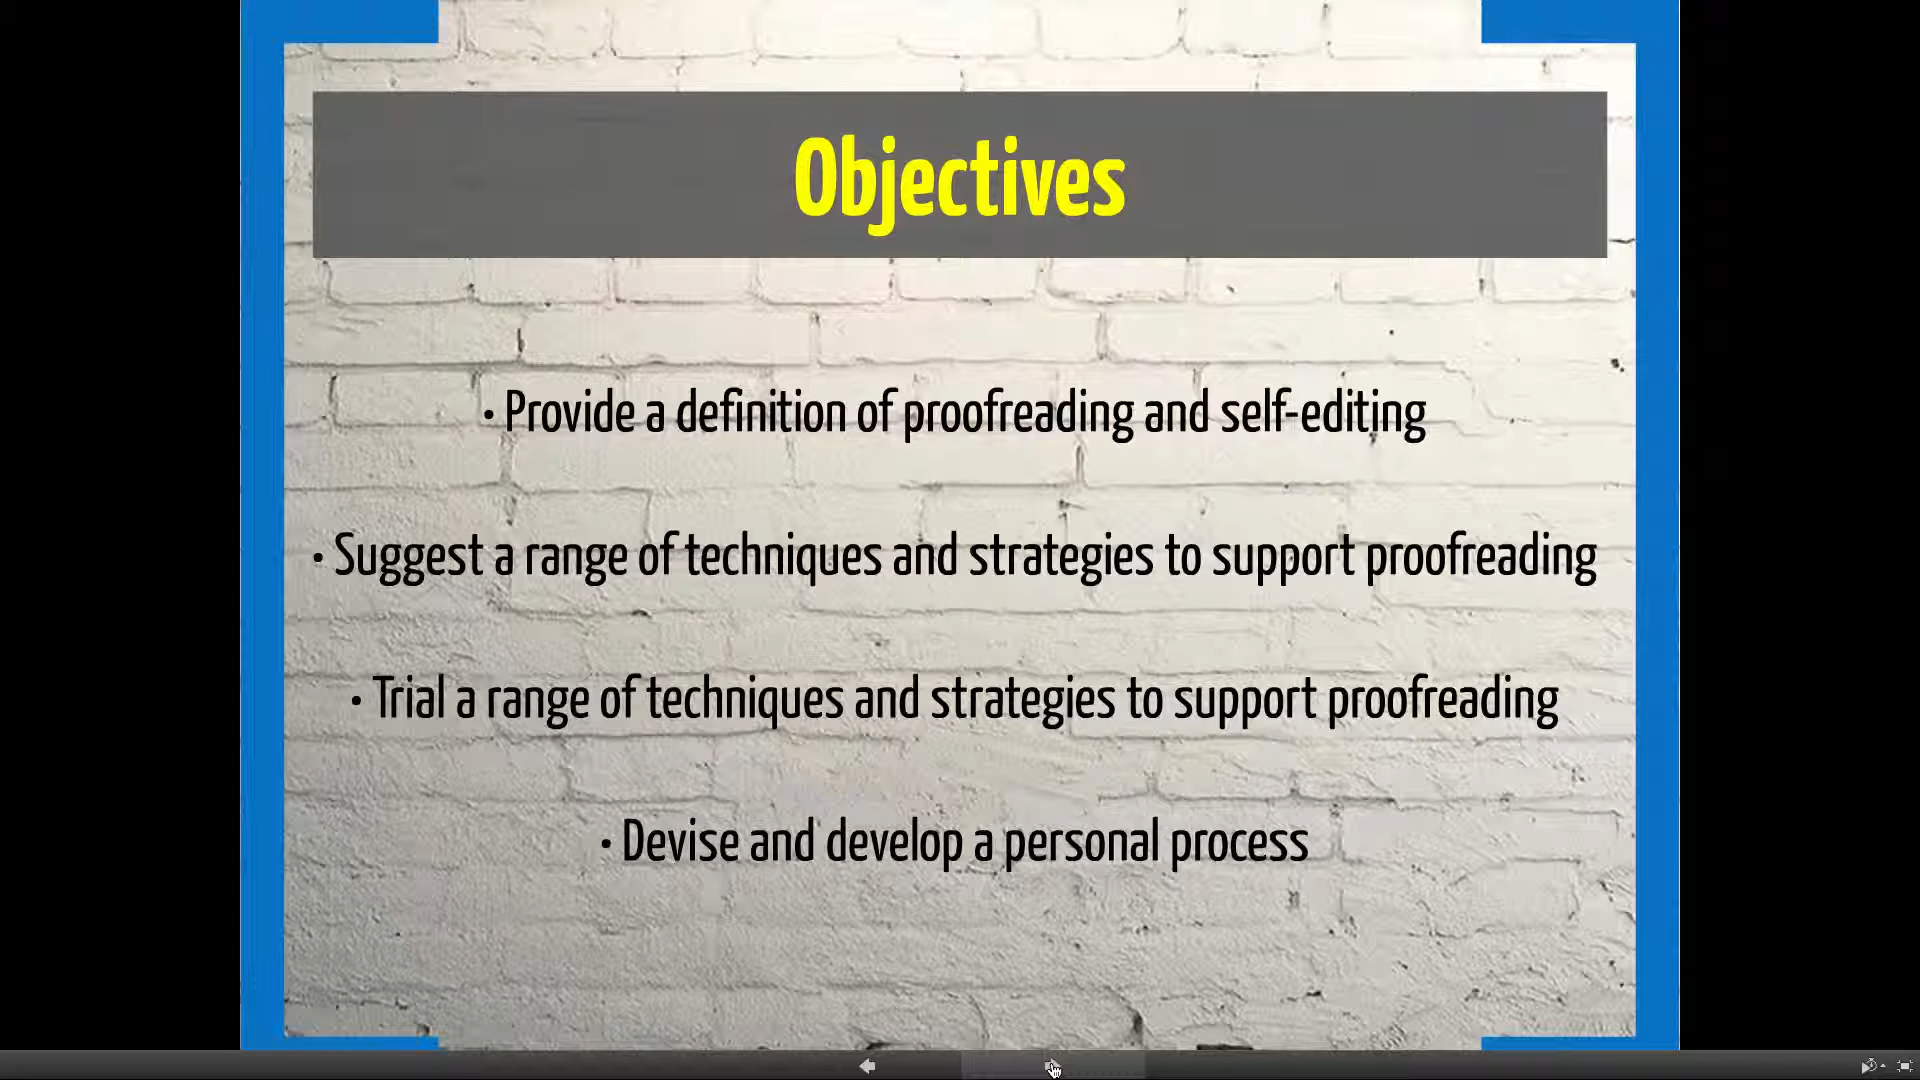 Objectives
• Provide a definition of proofreading and self-editing
• Suggest a range of techniques and strategies to support proofreading
• Trial a range of techniques and strategies to support proofreading
• Devise and develop a personal process